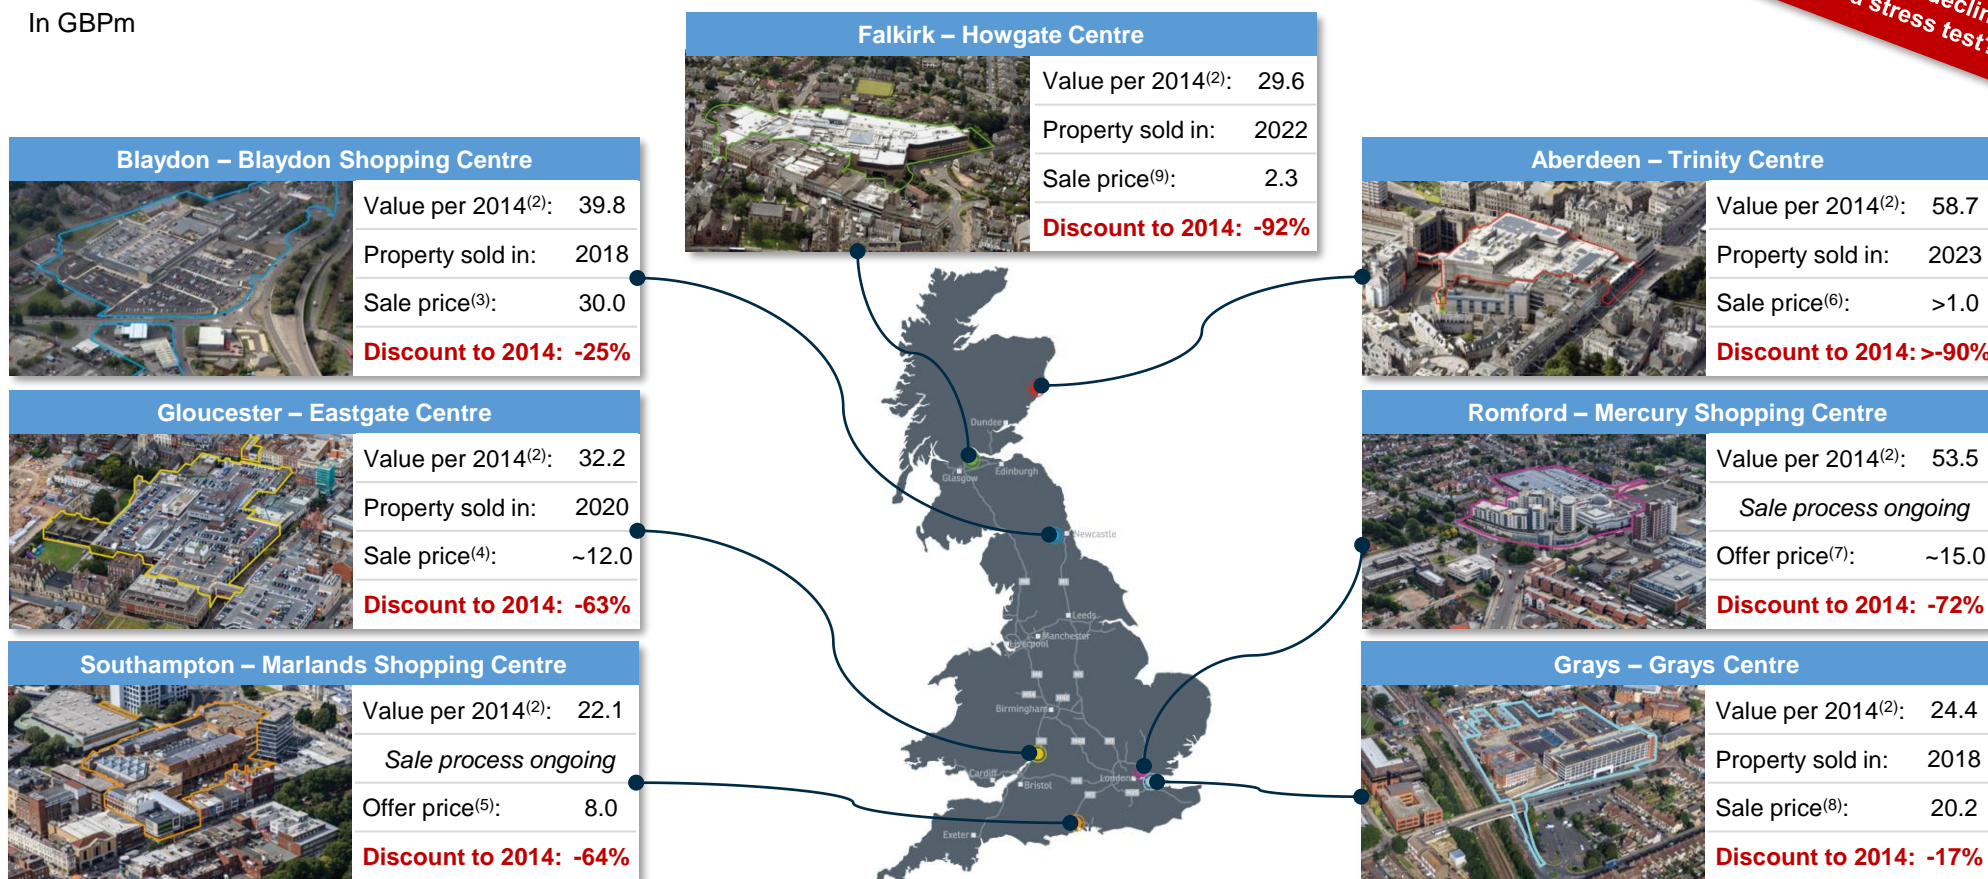 In GBPm
declin
a stress test?
Falkirk – Howgate Centre
Value per 2014(2): 29.6
Property sold in: 2022
Sale price(9): 2.3
Discount to 2014: -92%
Blaydon – Blaydon Shopping Centre
Value per 2014(2): 39.8
Property sold in: 2018
Sale price(3): 30.0
Discount to 2014: -25%
Aberdeen – Trinity Centre
Value per 2014(2): 58.7
Property sold in: 2023
Sale price(6): >1.0
Discount to 2014: >-90%
Gloucester – Eastgate Centre
Value per 2014(2): 32.2
Property sold in: 2020
Sale price(4): ~12.0
Discount to 2014: -63%
Romford – Mercury Shopping Centre
Value per 2014(2): 53.5
Sale process ongoing
Offer price(7): ~15.0
Discount to 2014: -72%
Southampton – Marlands Shopping Centre
Value per 2014(2): 22.1
Sale process ongoing
Offer price(5): 8.0
Discount to 2014: -64%
Grays – Grays Centre
Value per 2014(2): 24.4
Property sold in: 2018
Sale price(8): 20.2
Discount to 2014: -17%
Dundee
Edinburgh
Glasgow
Newcastle
Leeds
Manchester
Liverpool
Birmingham
Cardiff
London
Bristol
Exeter